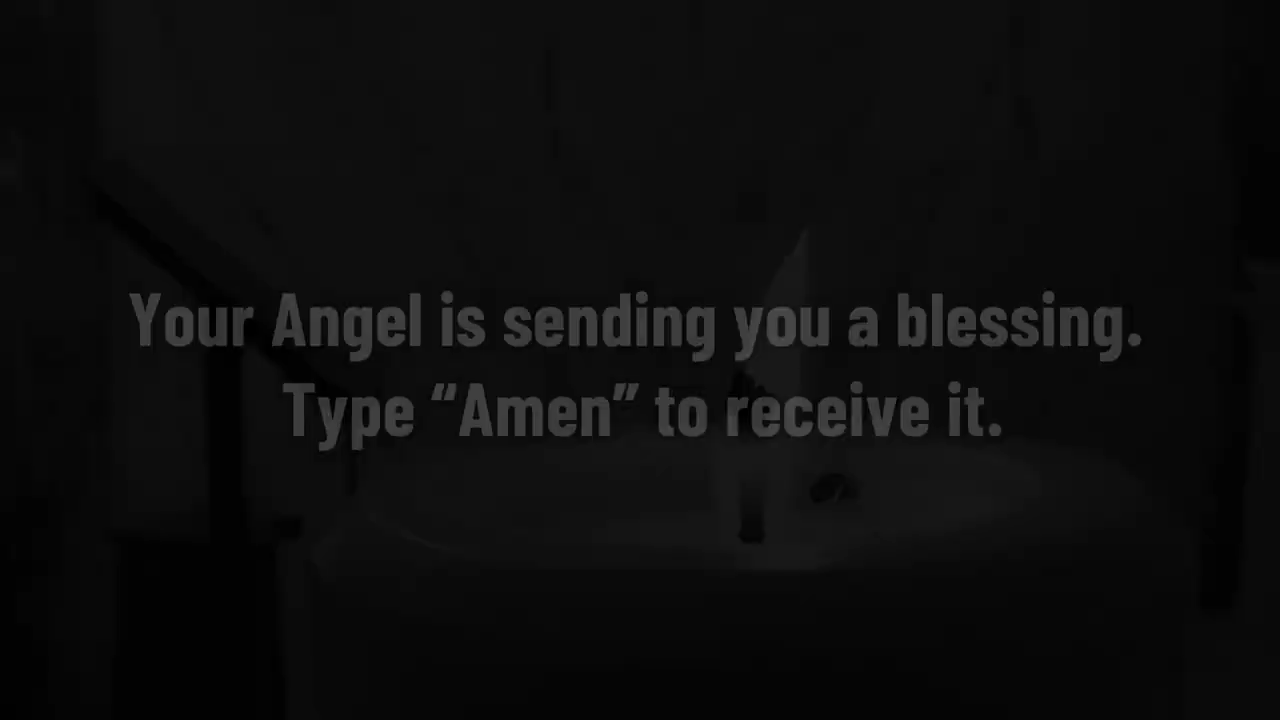 Your Angel is sending you a blessing.
Type “Amen” to receive it.